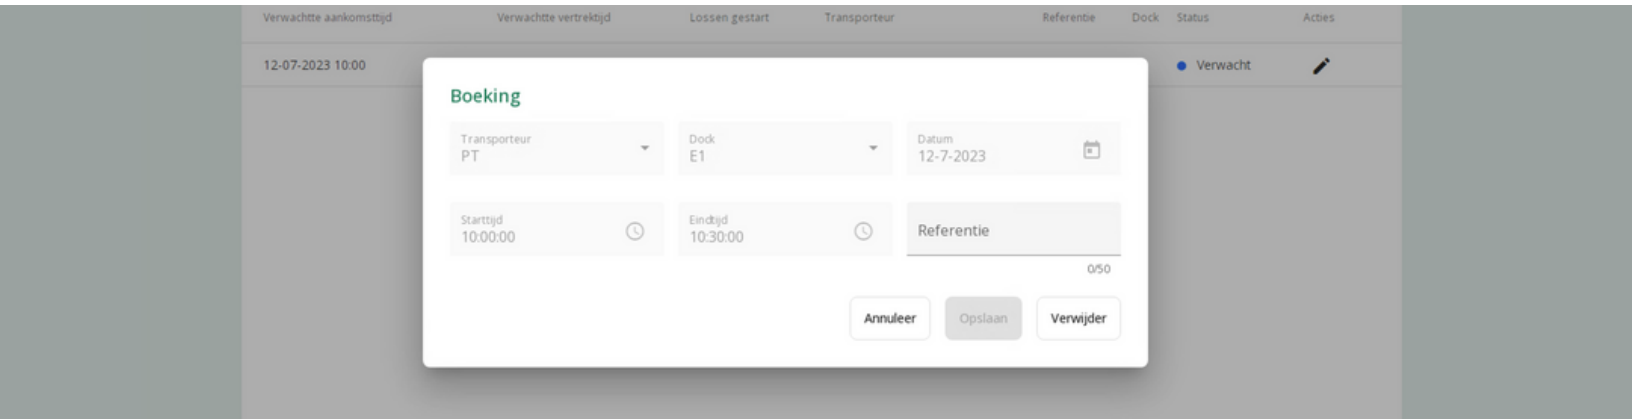 Verwachtte aankomsttijd Verwachtte vertrektijd Lossen gestart Transporteur Referentie Dock Status Acties
12-07-2023 10:00 Verwacht
Boeking
Transporteur Dock Datum
PT E1 12-7-2023
Starttijd Eindtijd
10:00:00 10:30:00 Referentie
0/50
Annuleer Opslaan Verwijder